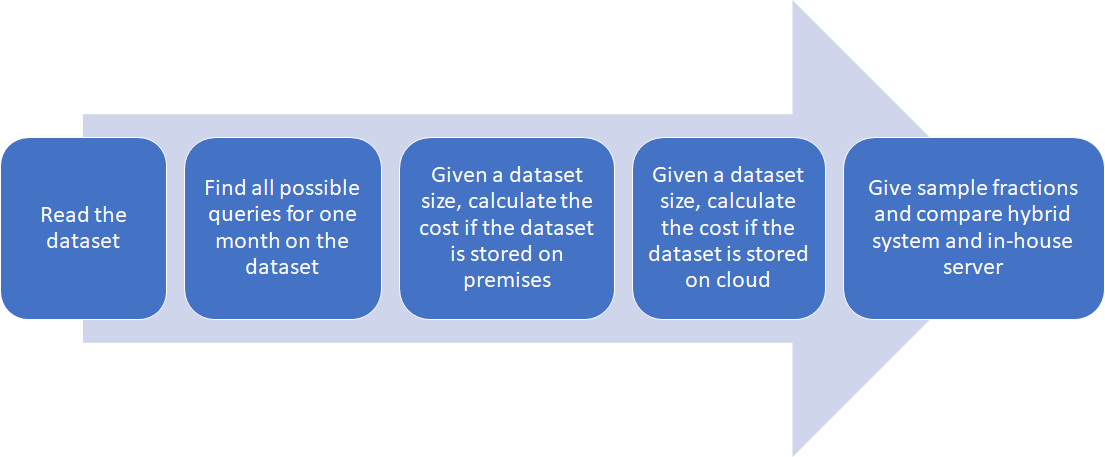 Read the
dataset
Find all possible
queries for one
month on the
dataset
Given a dataset
size, calculate the
cost if the dataset
is stored on
premises
Given a dataset
size, calculate
the cost if the
dataset is stored
on cloud
Give sample fractions
and compare hybrid
system and in-house
server